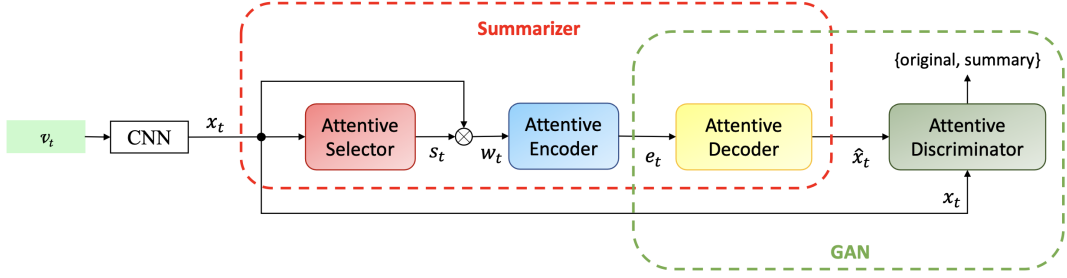 Summarizer
{original, summary}
v_t
CNN
x_t
Attentive
Selector
s_t
w_t
Attentive
Encoder
e_t
Attentive
Decoder
x̂_t
Attentive
Discriminator
x_t
GAN